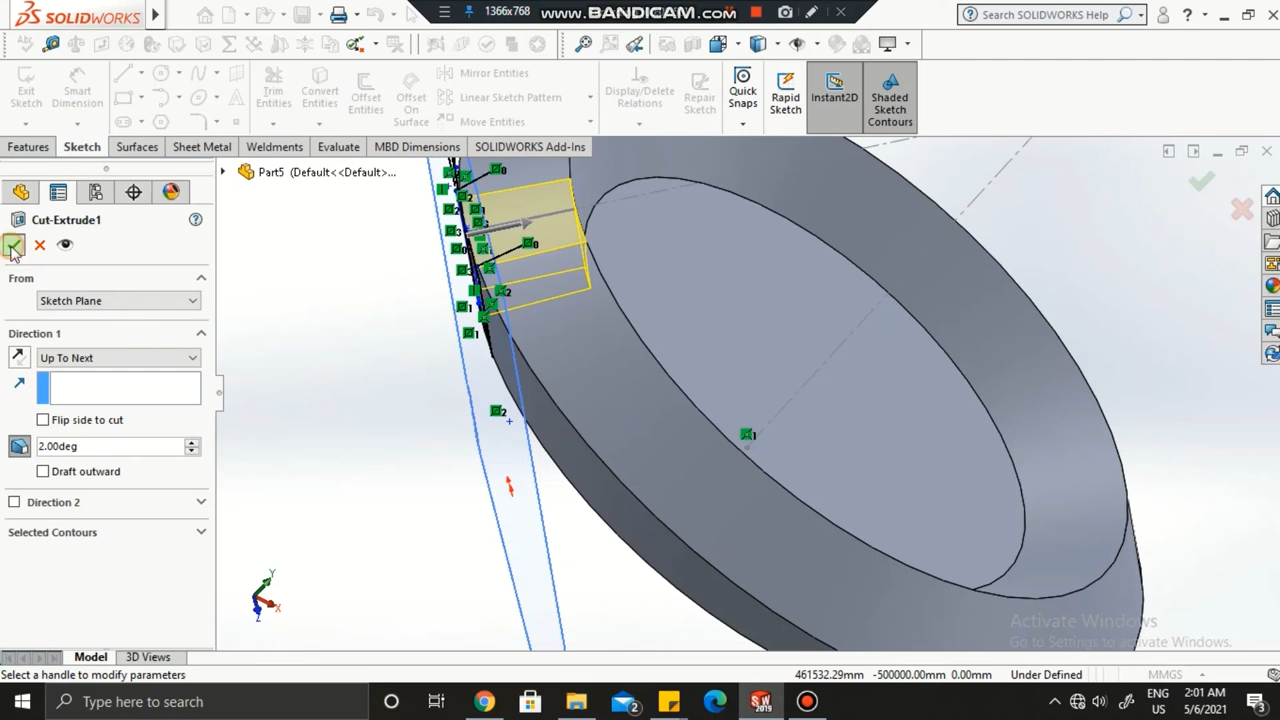 SOLIDWORKS
1366x768
WWW.BANDICAM.COM
Search SOLIDWORKS Help
Exit Sketch
Smart Dimension
Trim Entities
Convert Entities
Offset Entities
Offset On Surface
Mirror Entities
Linear Sketch Pattern
Move Entities
Display/Delete Relations
Repair Sketch
Quick Snaps
Rapid Sketch
Instant2D
Shaded Sketch Contours
Features
Sketch
Surfaces
Sheet Metal
Weldments
Evaluate
MBD Dimensions
SOLIDWORKS Add-Ins
Part5 (Default<<Default>...
Cut-Extrude1
From
Sketch Plane
Direction 1
Up To Next
Flip side to cut
2.00deg
Draft outward
Direction 2
Selected Contours
Y
X
Z
Activate Windows
Go to Settings to activate Windows.
Model
3D Views
Select a handle to modify parameters
461532.29mm
-500000.00mm
0.00mm
Under Defined
MMGS
Type here to search
2
SW
2019
ENG
US
2:01 AM
5/6/2021
3